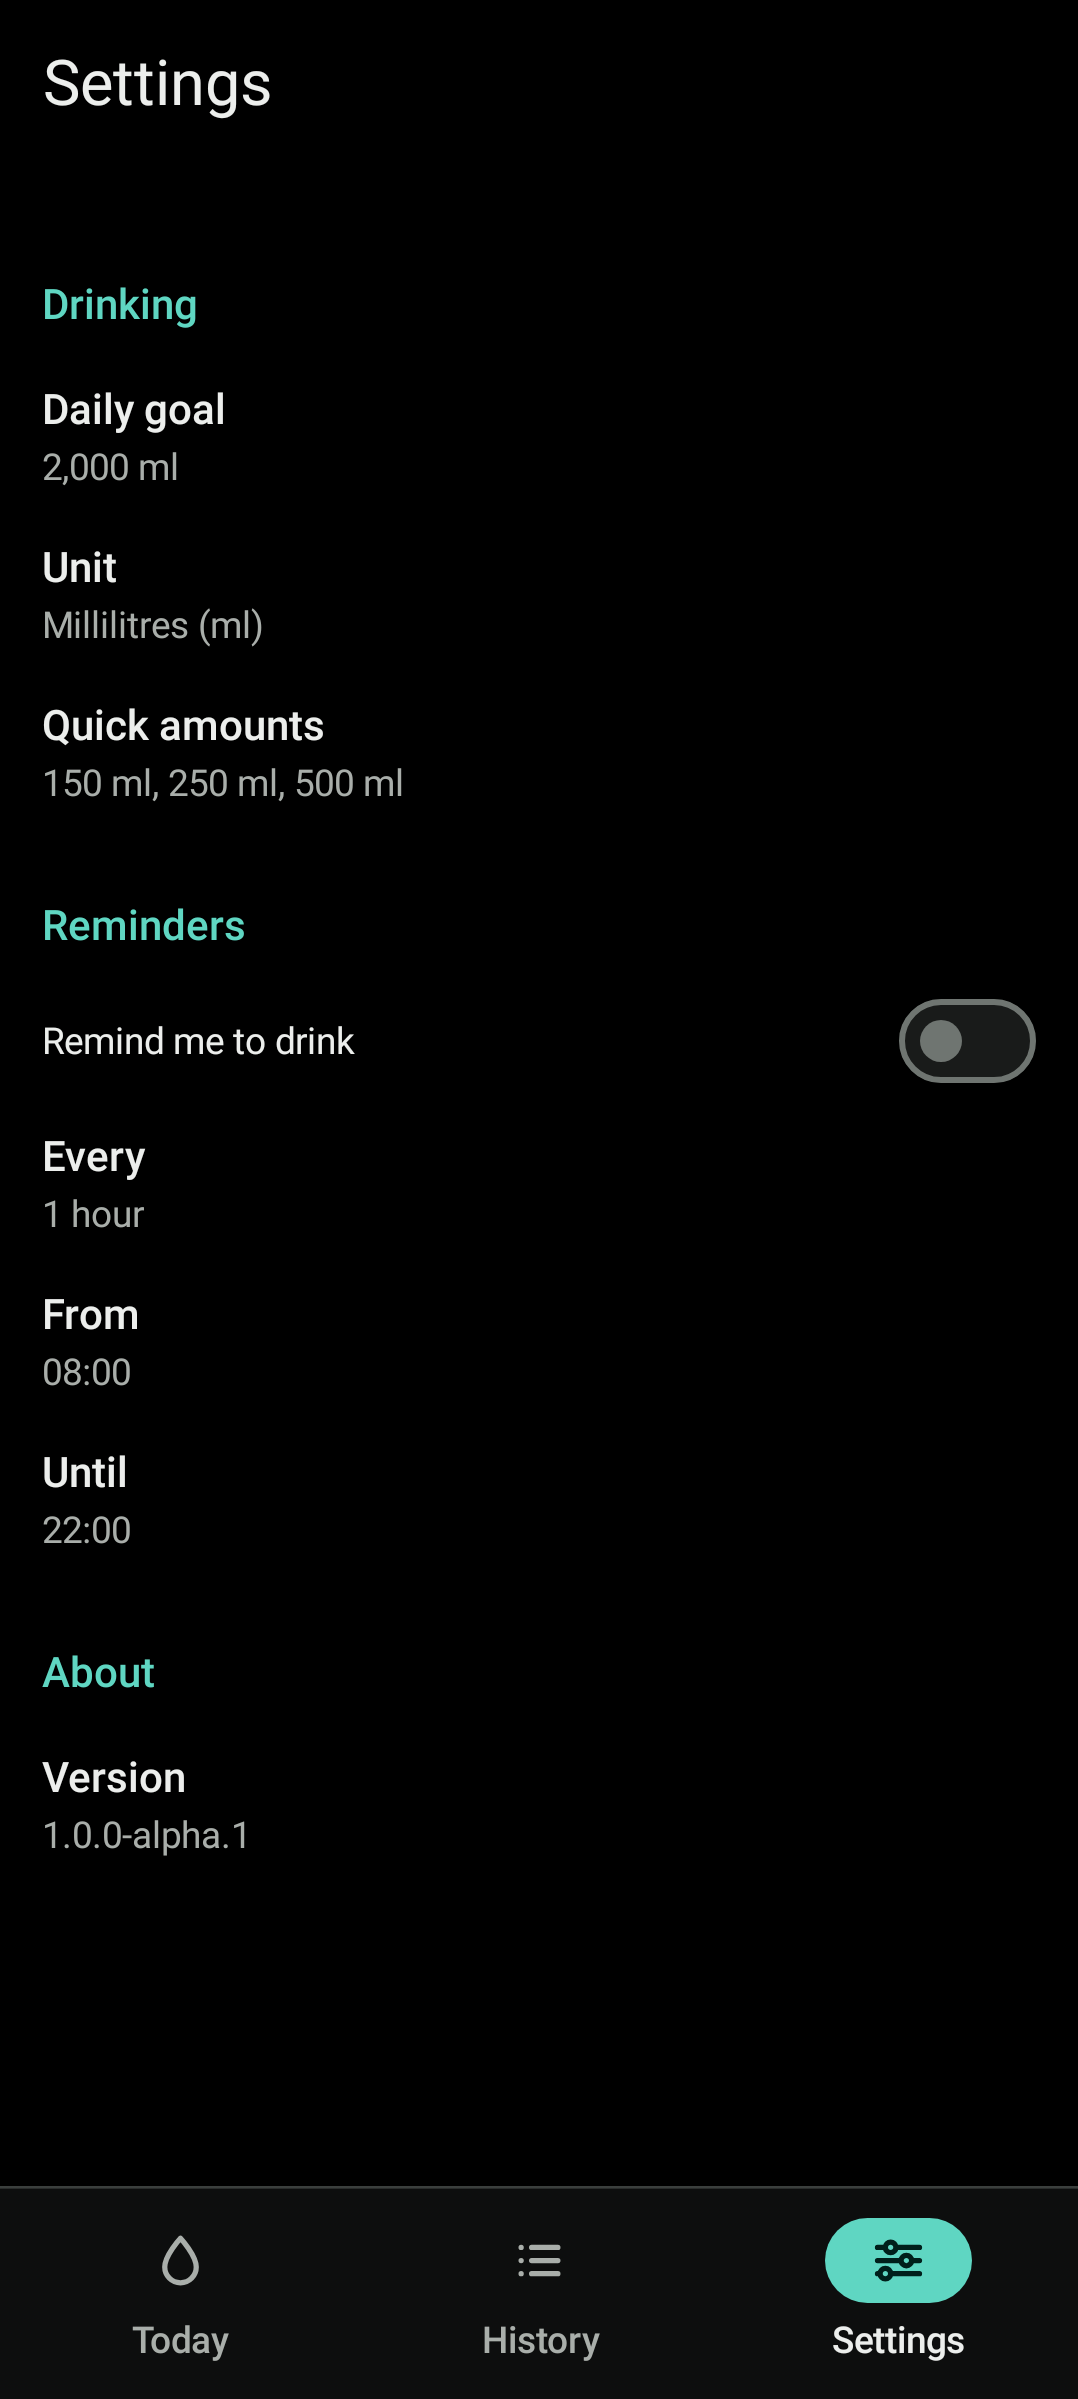 Settings
Drinking
Daily goal
2,000 ml
Unit
Millilitres (ml)
Quick amounts
150 ml, 250 ml, 500 ml
Reminders
Remind me to drink
Every
1 hour
From
08:00
Until
22:00
About
Version
1.0.0-alpha.1
Today
History
Settings